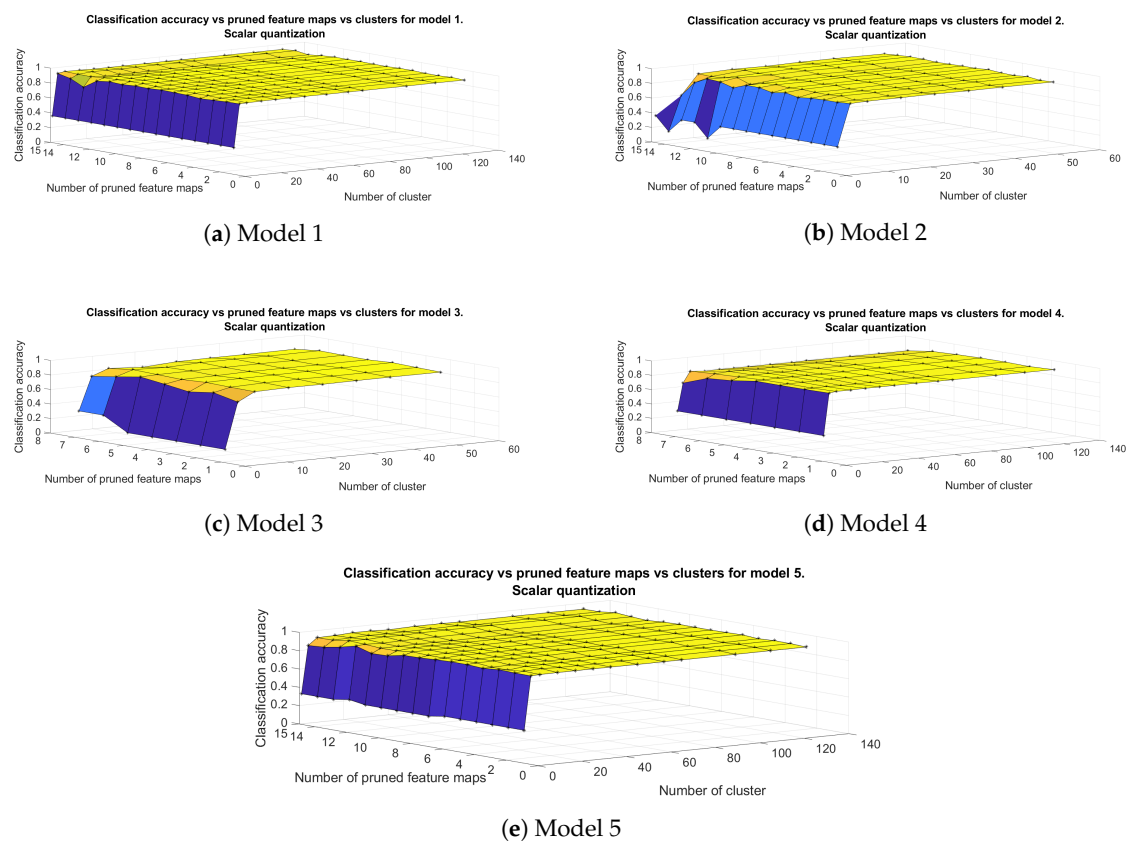 Classification accuracy vs pruned feature maps vs clusters for model 1.
Scalar quantization
Classification accuracy
1
0.8
0.6
0.4
0.2
0
15 14 12 10 8 6 4 2 0
Number of pruned feature maps
0 20 40 60 80 100 120 140
Number of cluster
(a) Model 1
Classification accuracy vs pruned feature maps vs clusters for model 2.
Scalar quantization
Classification accuracy
1
0.8
0.6
0.4
0.2
0
15 14 12 10 8 6 4 2 0
Number of pruned feature maps
0 10 20 30 40 50 60
Number of cluster
(b) Model 2
Classification accuracy vs pruned feature maps vs clusters for model 3.
Scalar quantization
Classification accuracy
1
0.8
0.6
0.4
0.2
0
8 7 6 5 4 3 2 1 0
Number of pruned feature maps
0 10 20 30 40 50 60
Number of cluster
(c) Model 3
Classification accuracy vs pruned feature maps vs clusters for model 4.
Scalar quantization
Classification accuracy
1
0.8
0.6
0.4
0.2
0
8 7 6 5 4 3 2 1 0
Number of pruned feature maps
0 20 40 60 80 100 120 140
Number of cluster
(d) Model 4
Classification accuracy vs pruned feature maps vs clusters for model 5.
Scalar quantization
Classification accuracy
1
0.8
0.6
0.4
0.2
0
15 14 12 10 8 6 4 2 0
Number of pruned feature maps
0 20 40 60 80 100 120 140
Number of cluster
(e) Model 5